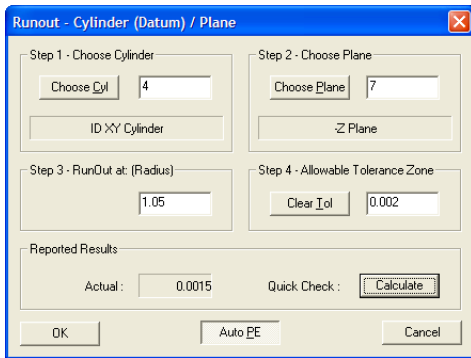 Runout - Cylinder (Datum) / Plane
Step 1 - Choose Cylinder
Choose Cyl 4
ID XY Cylinder
Step 2 - Choose Plane
Choose Plane 7
-Z Plane
Step 3 - RunOut at: (Radius)
1.05
Step 4 - Allowable Tolerance Zone
Clear Tol 0.002
Reported Results
Actual : 0.0015 Quick Check : Calculate
OK Auto PE Cancel